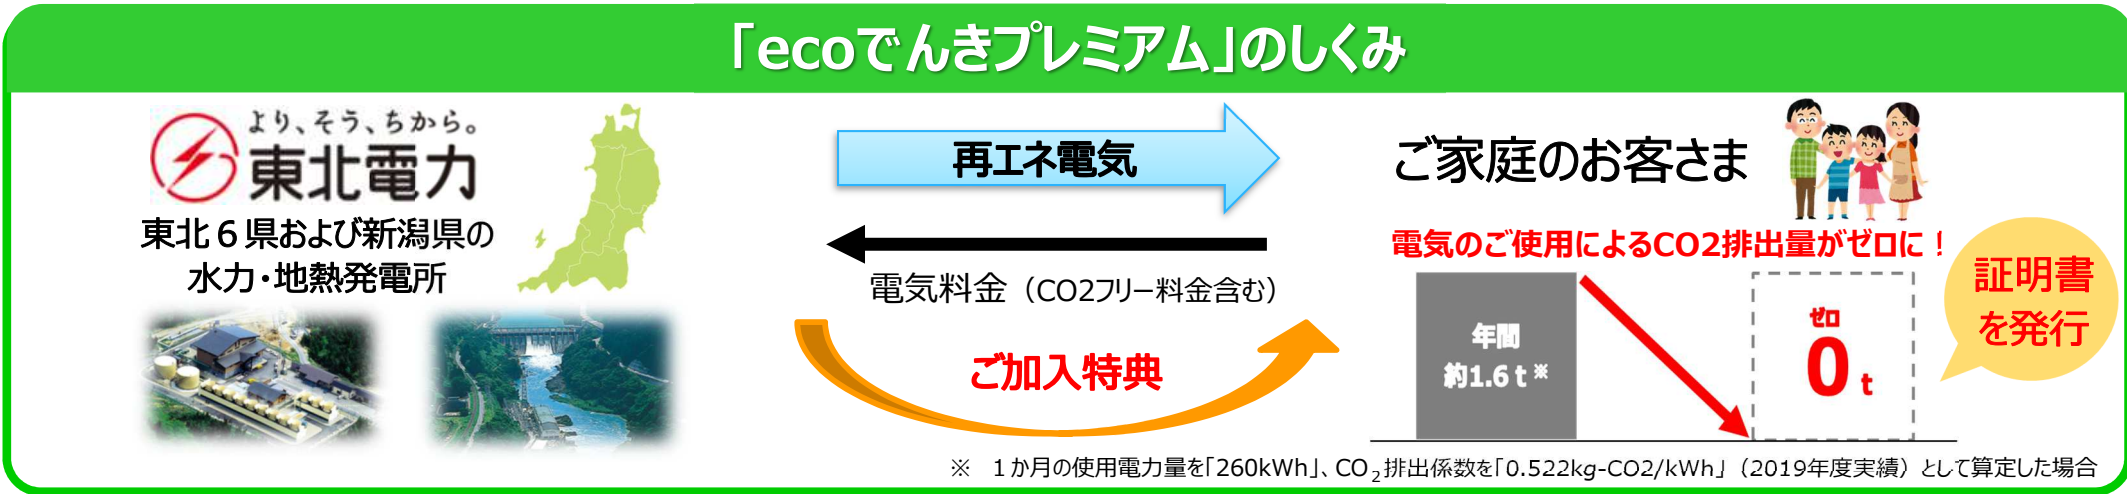 「ecoでんきプレミアム」のしくみ
より、そう、ちから。
東北電力
東北６県および新潟県の
水力・地熱発電所
再エネ電気
電気料金（CO2フリー料金含む）
ご加入特典
ご家庭のお客さま
電気のご使用によるCO2排出量がゼロに！
年間
約1.6ｔ※
ゼロ
0t
証明書
を発行
※　１か月の使用電力量を「260kWh」、CO2排出係数を「0.522kg-CO2/kWh」（2019年度実績）として算定した場合